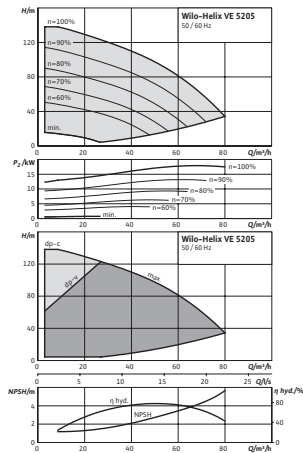 H/m
n=100%
Wilo-Helix VE 5205
50 / 60 Hz
n=90%
120
n=80%
80
n=70%
n=60%
40
min.
0
0 20 40 60 80 Q/m³/h
P₂/kW
n=100%
15
n=90%
10
n=80%
n=70%
5
n=60%
min.
0
0 20 40 60 80 Q/m³/h
H/m
dp-c
Wilo-Helix VE 5205
50 / 60 Hz
120
dp-v
max.
80
40
0
0 20 40 60 80 Q/m³/h
0 5 10 15 20 25 Q/l/s
NPSH/m
η hyd./%
η hyd.
80
4
NPSH
40
2
0
0
0 20 40 60 80 Q/m³/h